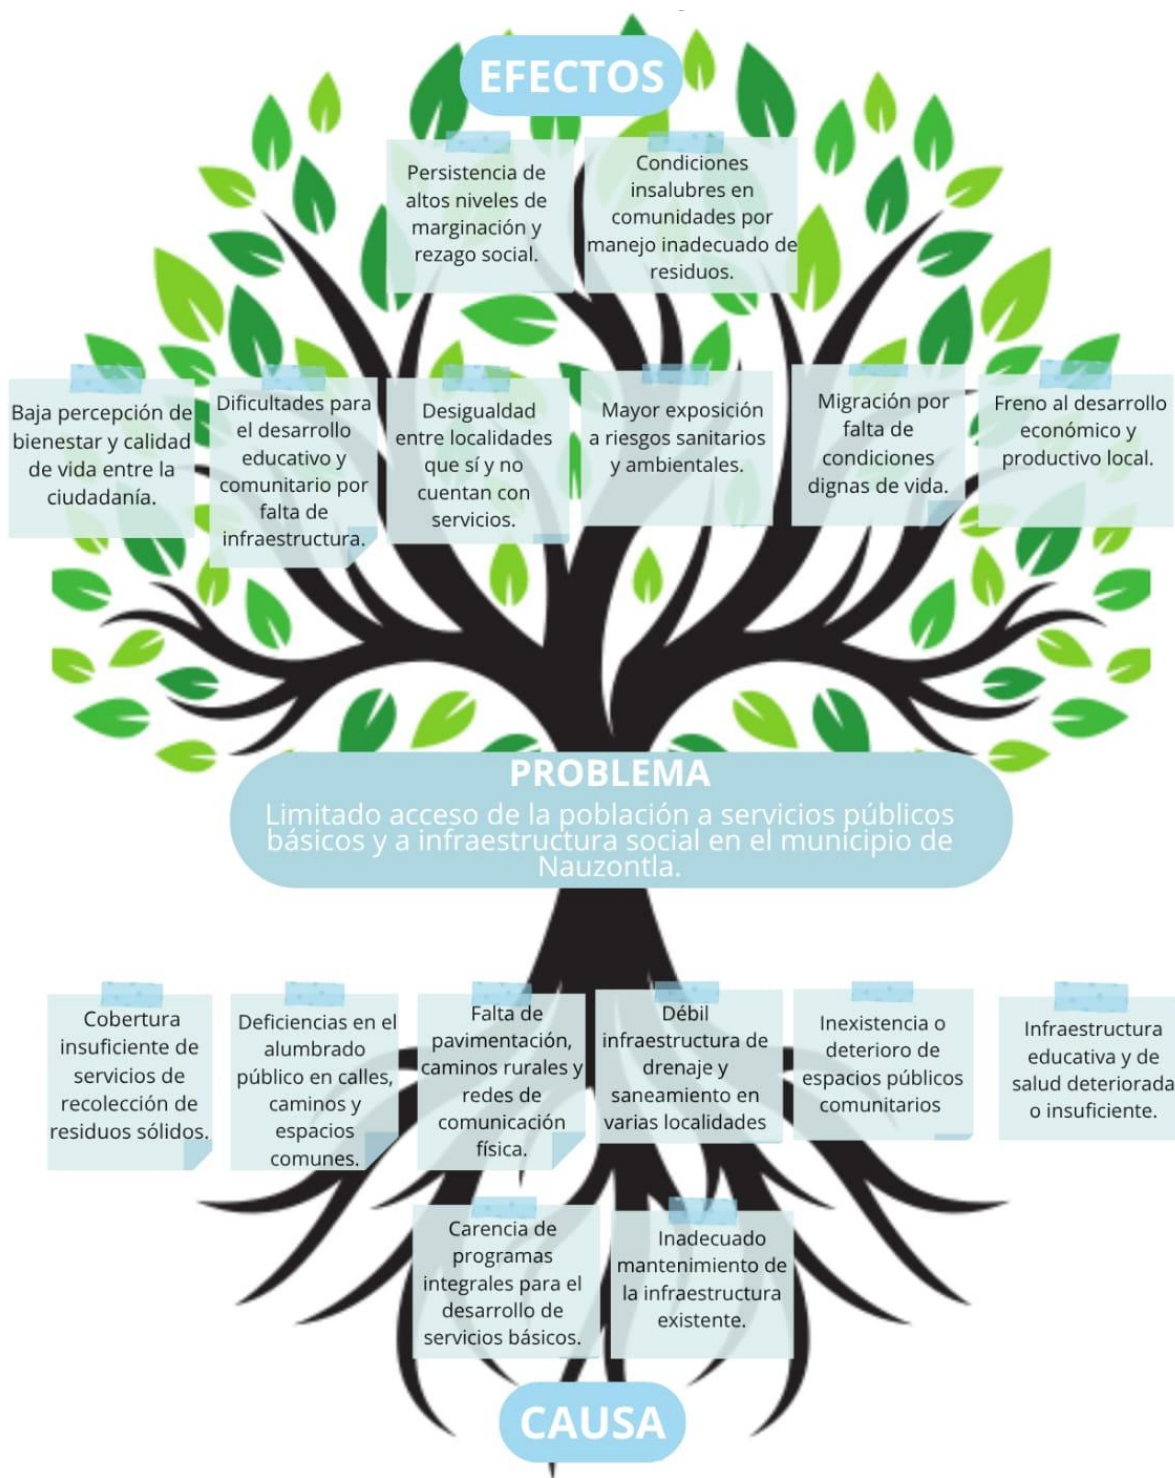 EFECTOS
Persistencia de
altos niveles de
marginación y
rezago social.
Condiciones
insalubres en
comunidades por
manejo inadecuado de
residuos.
Baja percepción de
bienestar y calidad
de vida entre la
ciudadanía.
Dificultades para
el desarrollo
educativo y
comunitario por
falta de
infraestructura.
Desigualdad
entre localidades
que sí y no
cuentan con
servicios.
Mayor exposición
a riesgos sanitarios
y ambientales.
Migración por
falta de
condiciones
dignas de vida.
Freno al desarrollo
económico y
productivo local.
PROBLEMA
Limitado acceso de la población a servicios públicos
básicos y a infraestructura social en el municipio de
Nauzontla.
Cobertura
insuficiente de
servicios de
recolección de
residuos sólidos.
Deficiencias en el
alumbrado
público en calles,
caminos y
espacios
comunes.
Falta de
pavimentación,
caminos rurales y
redes de
comunicación
física.
Débil
infraestructura de
drenaje y
saneamiento en
varias localidades
Inexistencia o
deterioro de
espacios públicos
comunitarios
Infraestructura
educativa y de
salud deteriorada
o insuficiente.
Carencia de
programas
integrales para el
desarrollo de
servicios básicos.
Inadecuado
mantenimiento de
la infraestructura
existente.
CAUSA